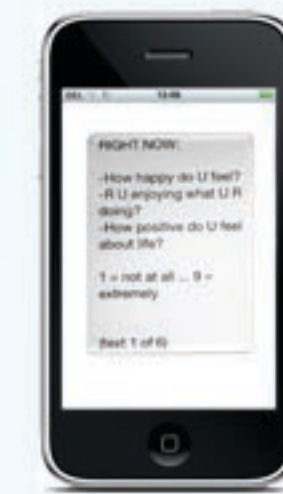 RIGHT NOW:
-How happy do U feel?
-R U enjoying what U R
doing?
-How positive do U feel
about life?
1 = not at all ... 9 =
extremely
(text 1 of 6)